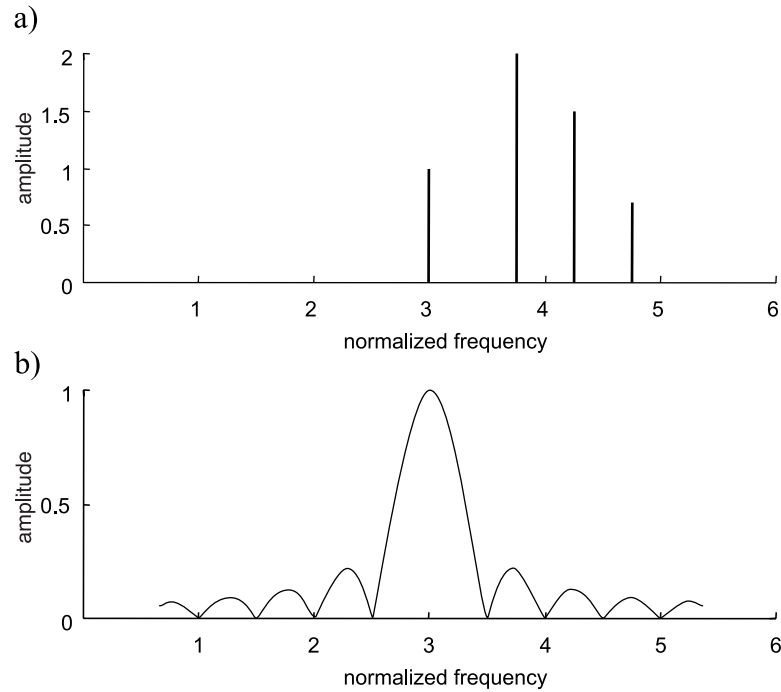 a)
2
1.5
1
0.5
0
amplitude
1 2 3 4 5 6
normalized frequency
b)
1
0.5
0
amplitude
1 2 3 4 5 6
normalized frequency